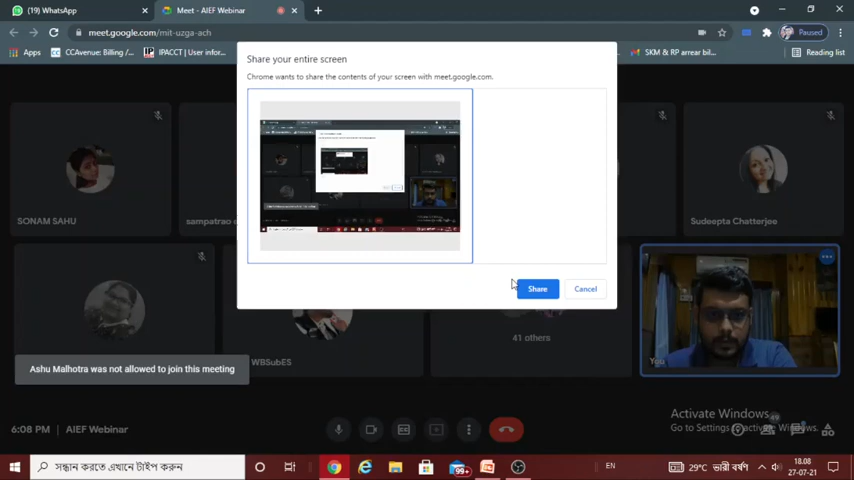 (19) WhatsApp
Meet - AIEF Webinar
meet.google.com/mit-uzga-ach
Paused
Apps
CCAvenue: Billing /...
IPACCT | User infor...
SKM & RP arrear bil...
Reading list
Share your entire screen
Chrome wants to share the contents of your screen with meet.google.com.
SONAM SAHU
sampatrao
Sudeepta Chatterjee
Share
Cancel
41 others
WBSubES
You
Ashu Malhotra was not allowed to join this meeting
6:08 PM
AIEF Webinar
Activate Windows
Go to Settings to activate Windows.
49
সন্ধান করতে এখানে টাইপ করুন
99+
EN
29°C ভারী বর্ষণ
18.08
27-07-21